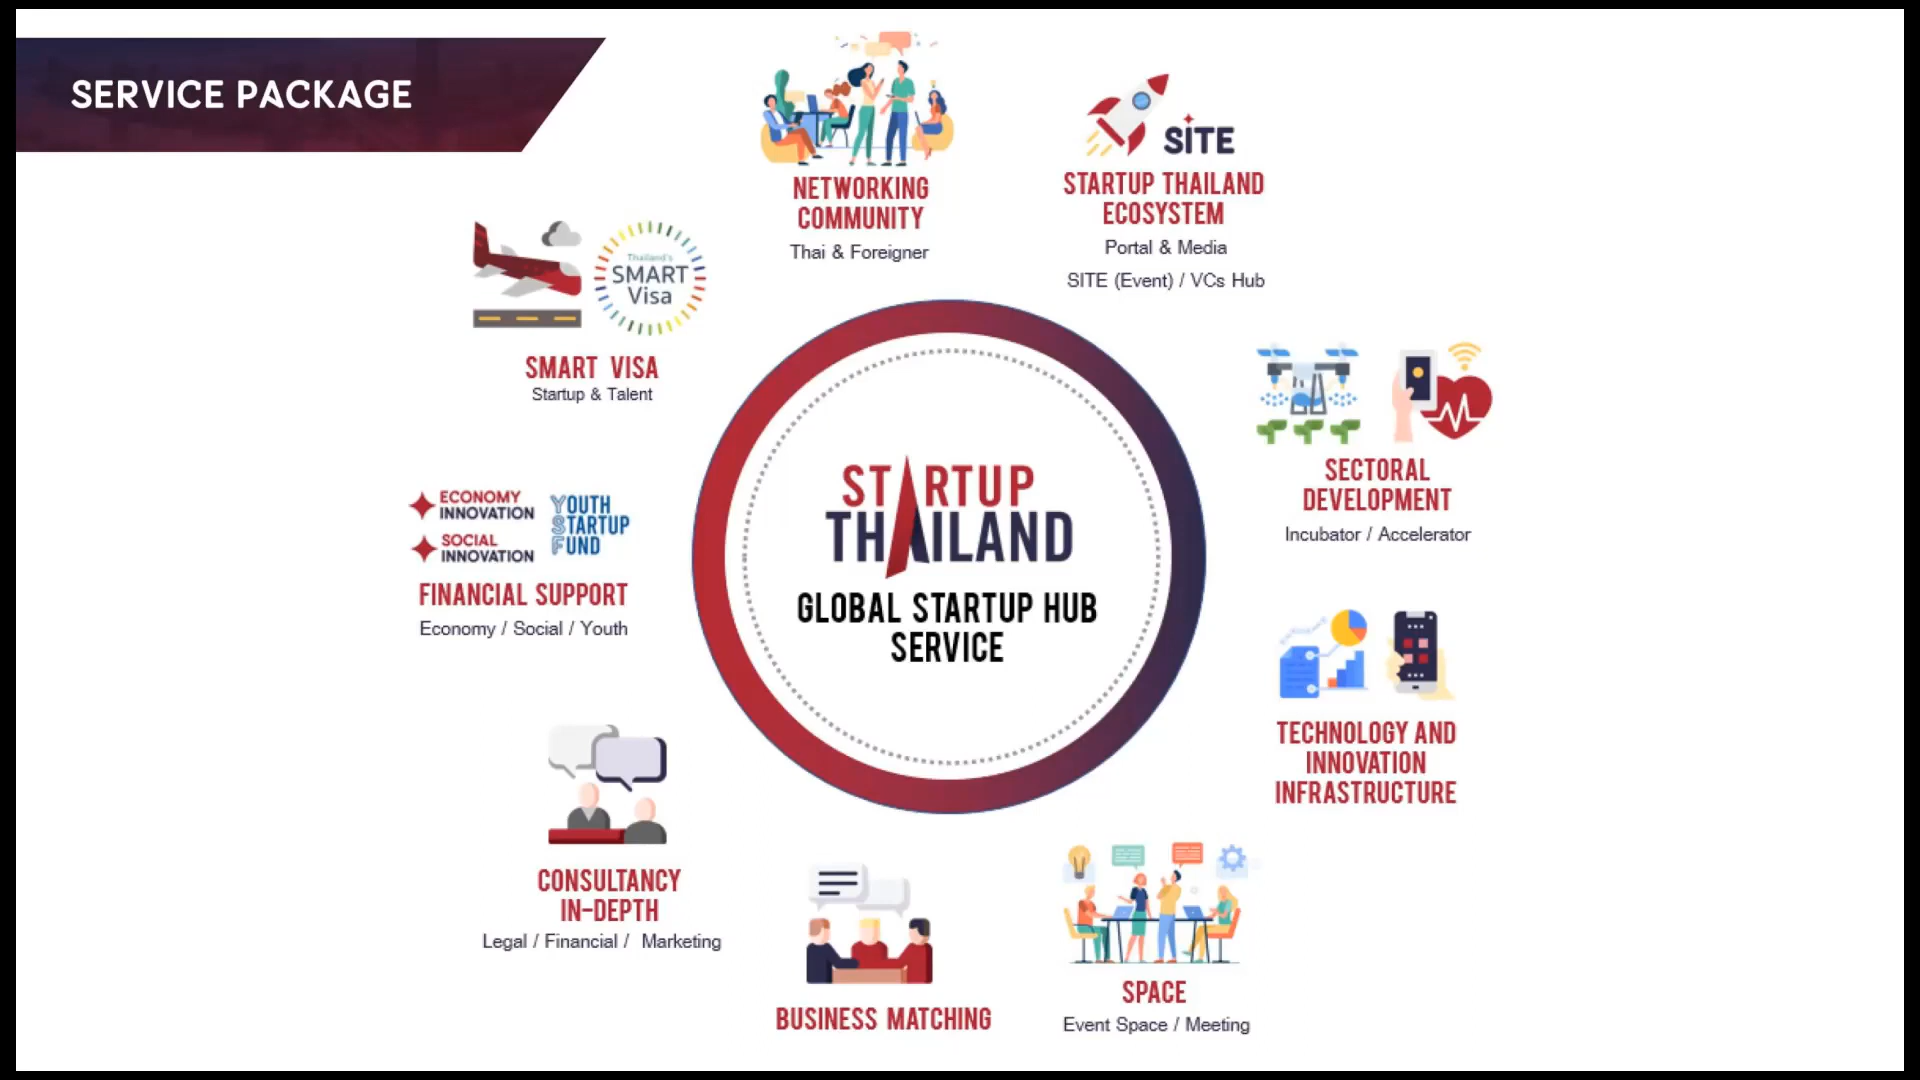 SERVICE PACKAGE
NETWORKING
COMMUNITY
Thai & Foreigner
SITE
STARTUP THAILAND
ECOSYSTEM
Portal & Media
SITE (Event) / VCs Hub
Thailand's
SMART
Visa
SMART VISA
Startup & Talent
SECTORAL
DEVELOPMENT
Incubator / Accelerator
ECONOMY
INNOVATION
SOCIAL
INNOVATION
YOUTH
STARTUP
FUND
FINANCIAL SUPPORT
Economy / Social / Youth
STARTUP
THAILAND
GLOBAL STARTUP HUB
SERVICE
TECHNOLOGY AND
INNOVATION
INFRASTRUCTURE
CONSULTANCY
IN-DEPTH
Legal / Financial / Marketing
BUSINESS MATCHING
SPACE
Event Space / Meeting